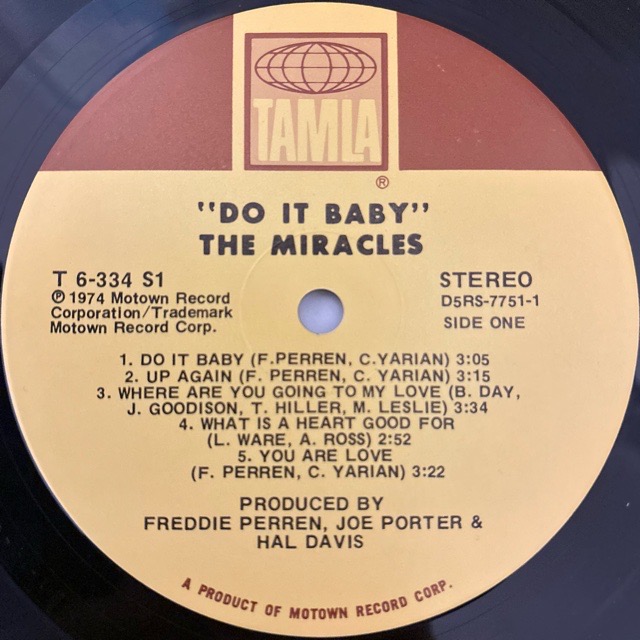 TAMLA
®
"DO IT BABY"
THE MIRACLES
T 6-334 S1
℗ 1974 Motown Record
Corporation/Trademark
Motown Record Corp.
STEREO
D5RS-7751-1
SIDE ONE
1. DO IT BABY (F.PERREN, C.YARIAN) 3:05
2. UP AGAIN (F. PERREN, C. YARIAN) 3:15
3. WHERE ARE YOU GOING TO MY LOVE (B. DAY,
J. GOODISON, T. HILLER, M. LESLIE) 3:34
4. WHAT IS A HEART GOOD FOR
(L. WARE, A. ROSS) 2:52
5. YOU ARE LOVE
(F. PERREN, C. YARIAN) 3:22
PRODUCED BY
FREDDIE PERREN, JOE PORTER &
HAL DAVIS
A PRODUCT OF MOTOWN RECORD CORP.